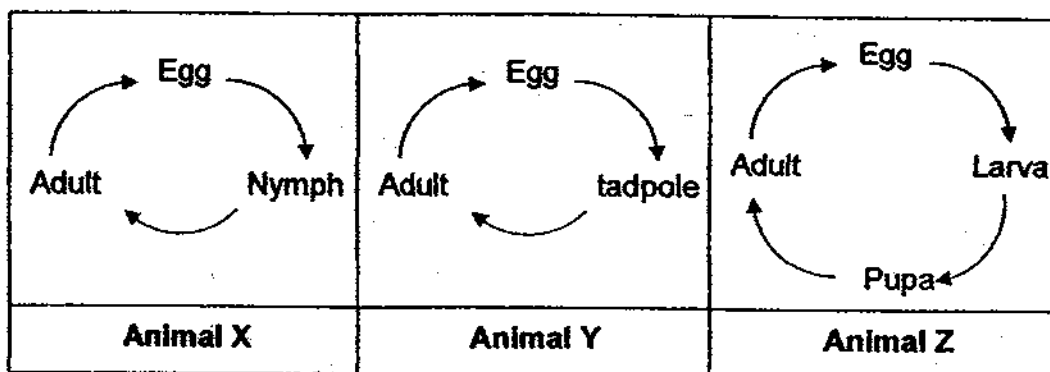 Egg
Adult
Nymph
Animal X
Egg
Adult
tadpole
Animal Y
Egg
Adult
Larva
Pupa
Animal Z